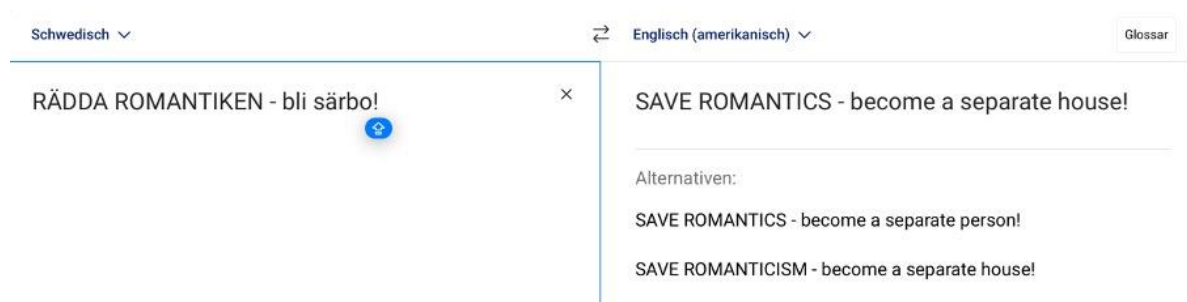 Schwedisch
Englisch (amerikanisch)
Glossar
RÄDDA ROMANTIKEN - bli särbo!
SAVE ROMANTICS - become a separate house!
Alternativen:
SAVE ROMANTICS - become a separate person!
SAVE ROMANTICISM - become a separate house!